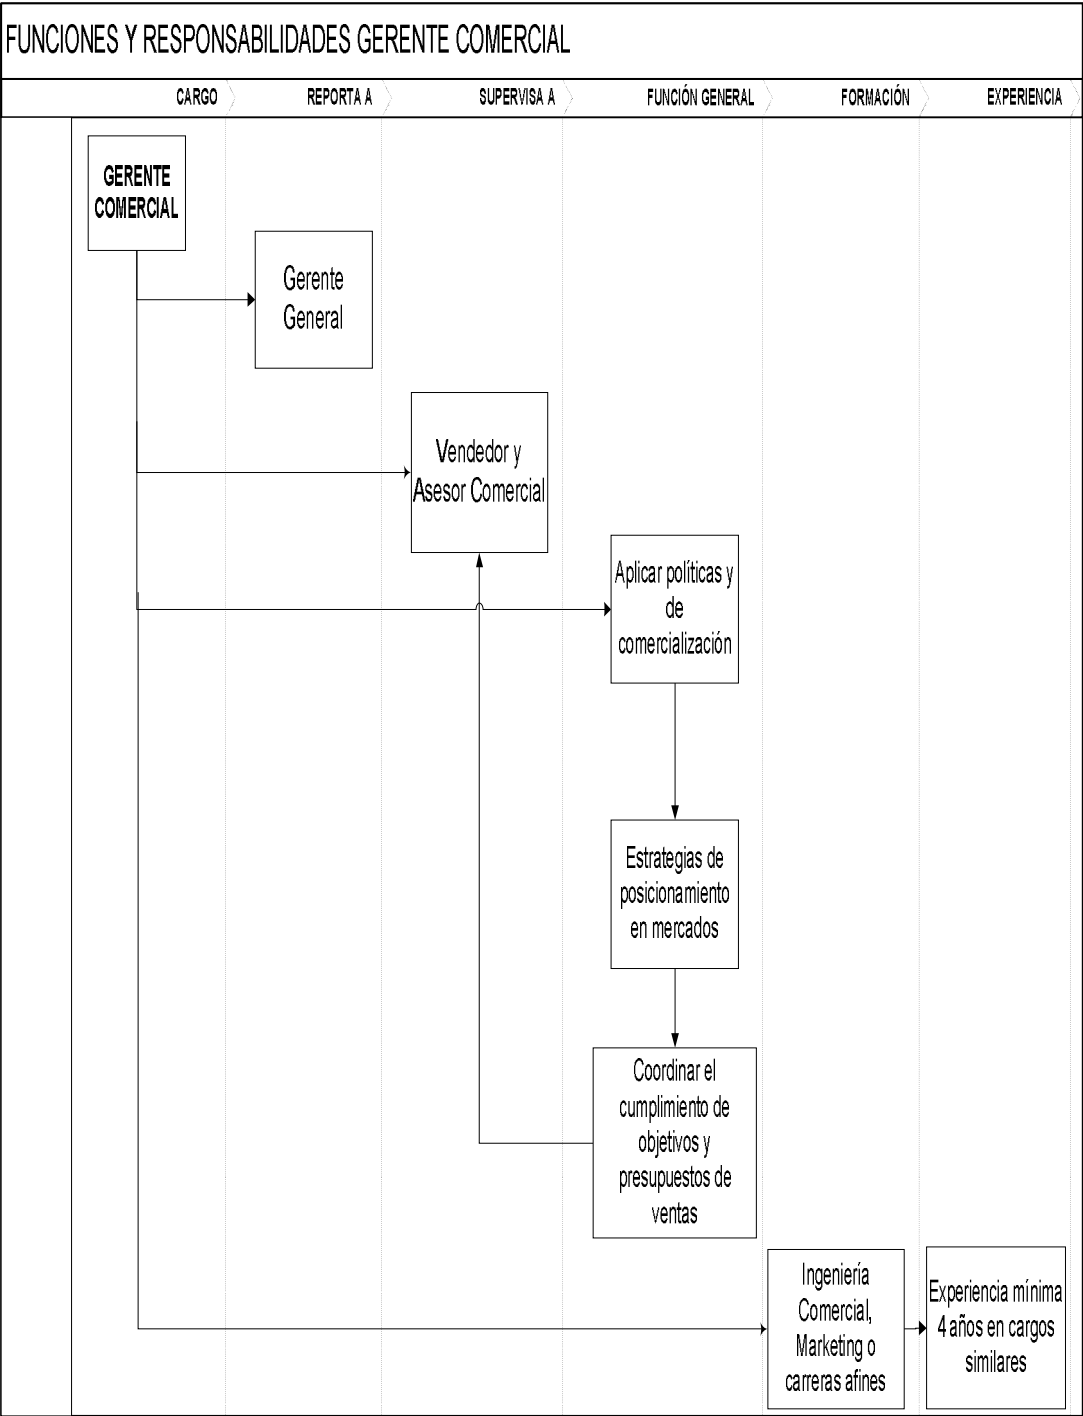 FUNCIONES Y RESPONSABILIDADES GERENTE COMERCIAL
CARGO
REPORTA A
SUPERVISA A
FUNCIÓN GENERAL
FORMACIÓN
EXPERIENCIA
GERENTE
COMERCIAL
Gerente
General
Vendedor y
Asesor Comercial
Aplicar políticas y
de
comercialización
Estrategias de
posicionamiento
en mercados
Coordinar el
cumplimiento de
objetivos y
presupuestos de
ventas
Ingeniería
Comercial,
Marketing o
carreras afines
Experiencia mínima
4 años en cargos
similares